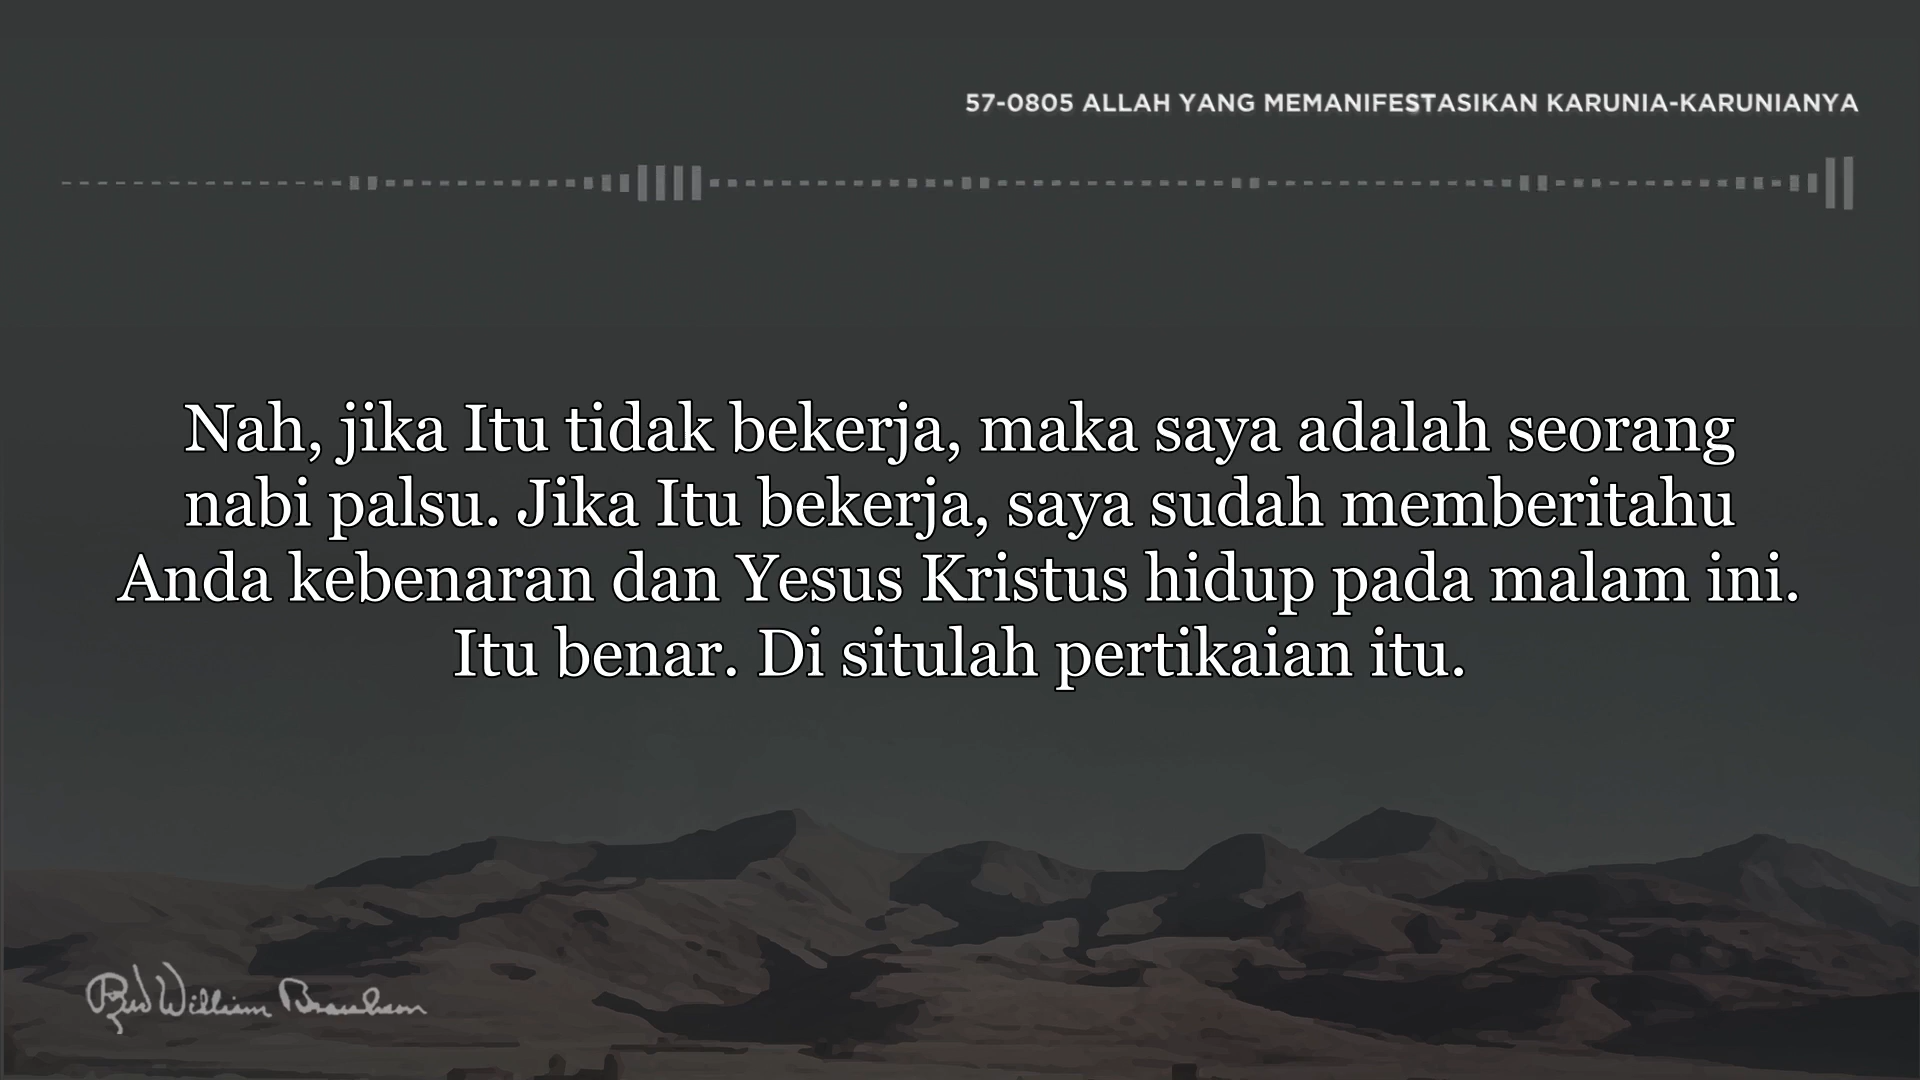 57-0805 ALLAH YANG MEMANIFESTASIKAN KARUNIA-KARUNIANYA
Nah, jika Itu tidak bekerja, maka saya adalah seorang
nabi palsu. Jika Itu bekerja, saya sudah memberitahu
Anda kebenaran dan Yesus Kristus hidup pada malam ini.
Itu benar. Di situlah pertikaian itu.
William Branham